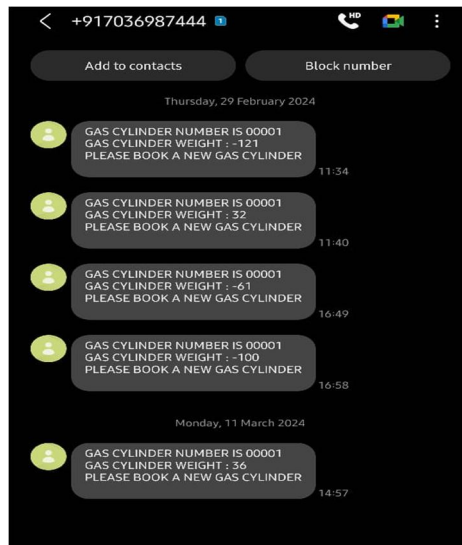 +917036987444 1
HD
Add to contacts
Block number
Thursday, 29 February 2024
GAS CYLINDER NUMBER IS 00001
GAS CYLINDER WEIGHT : -121
PLEASE BOOK A NEW GAS CYLINDER
11:34
GAS CYLINDER NUMBER IS 00001
GAS CYLINDER WEIGHT : 32
PLEASE BOOK A NEW GAS CYLINDER
11:40
GAS CYLINDER NUMBER IS 00001
GAS CYLINDER WEIGHT : -61
PLEASE BOOK A NEW GAS CYLINDER
16:49
GAS CYLINDER NUMBER IS 00001
GAS CYLINDER WEIGHT : -100
PLEASE BOOK A NEW GAS CYLINDER
16:58
Monday, 11 March 2024
GAS CYLINDER NUMBER IS 00001
GAS CYLINDER WEIGHT : 36
PLEASE BOOK A NEW GAS CYLINDER
14:57